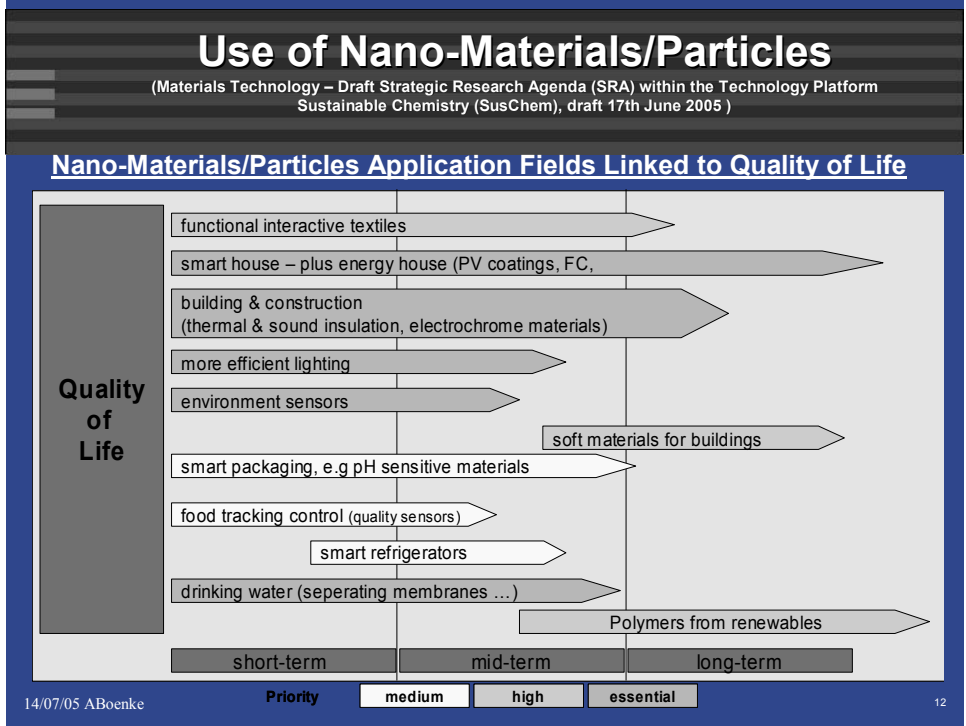 Use of Nano-Materials/Particles
(Materials Technology – Draft Strategic Research Agenda (SRA) within the Technology Platform
Sustainable Chemistry (SusChem), draft 17th June 2005 )
Nano-Materials/Particles Application Fields Linked to Quality of Life
Quality
of
Life
functional interactive textiles
smart house – plus energy house (PV coatings, FC,
building & construction
(thermal & sound insulation, electrochrome materials)
more efficient lighting
environment sensors
soft materials for buildings
smart packaging, e.g pH sensitive materials
food tracking control (quality sensors)
smart refrigerators
drinking water (seperating membranes …)
Polymers from renewables
short-term mid-term long-term
Priority medium high essential
14/07/05 ABoenke
12